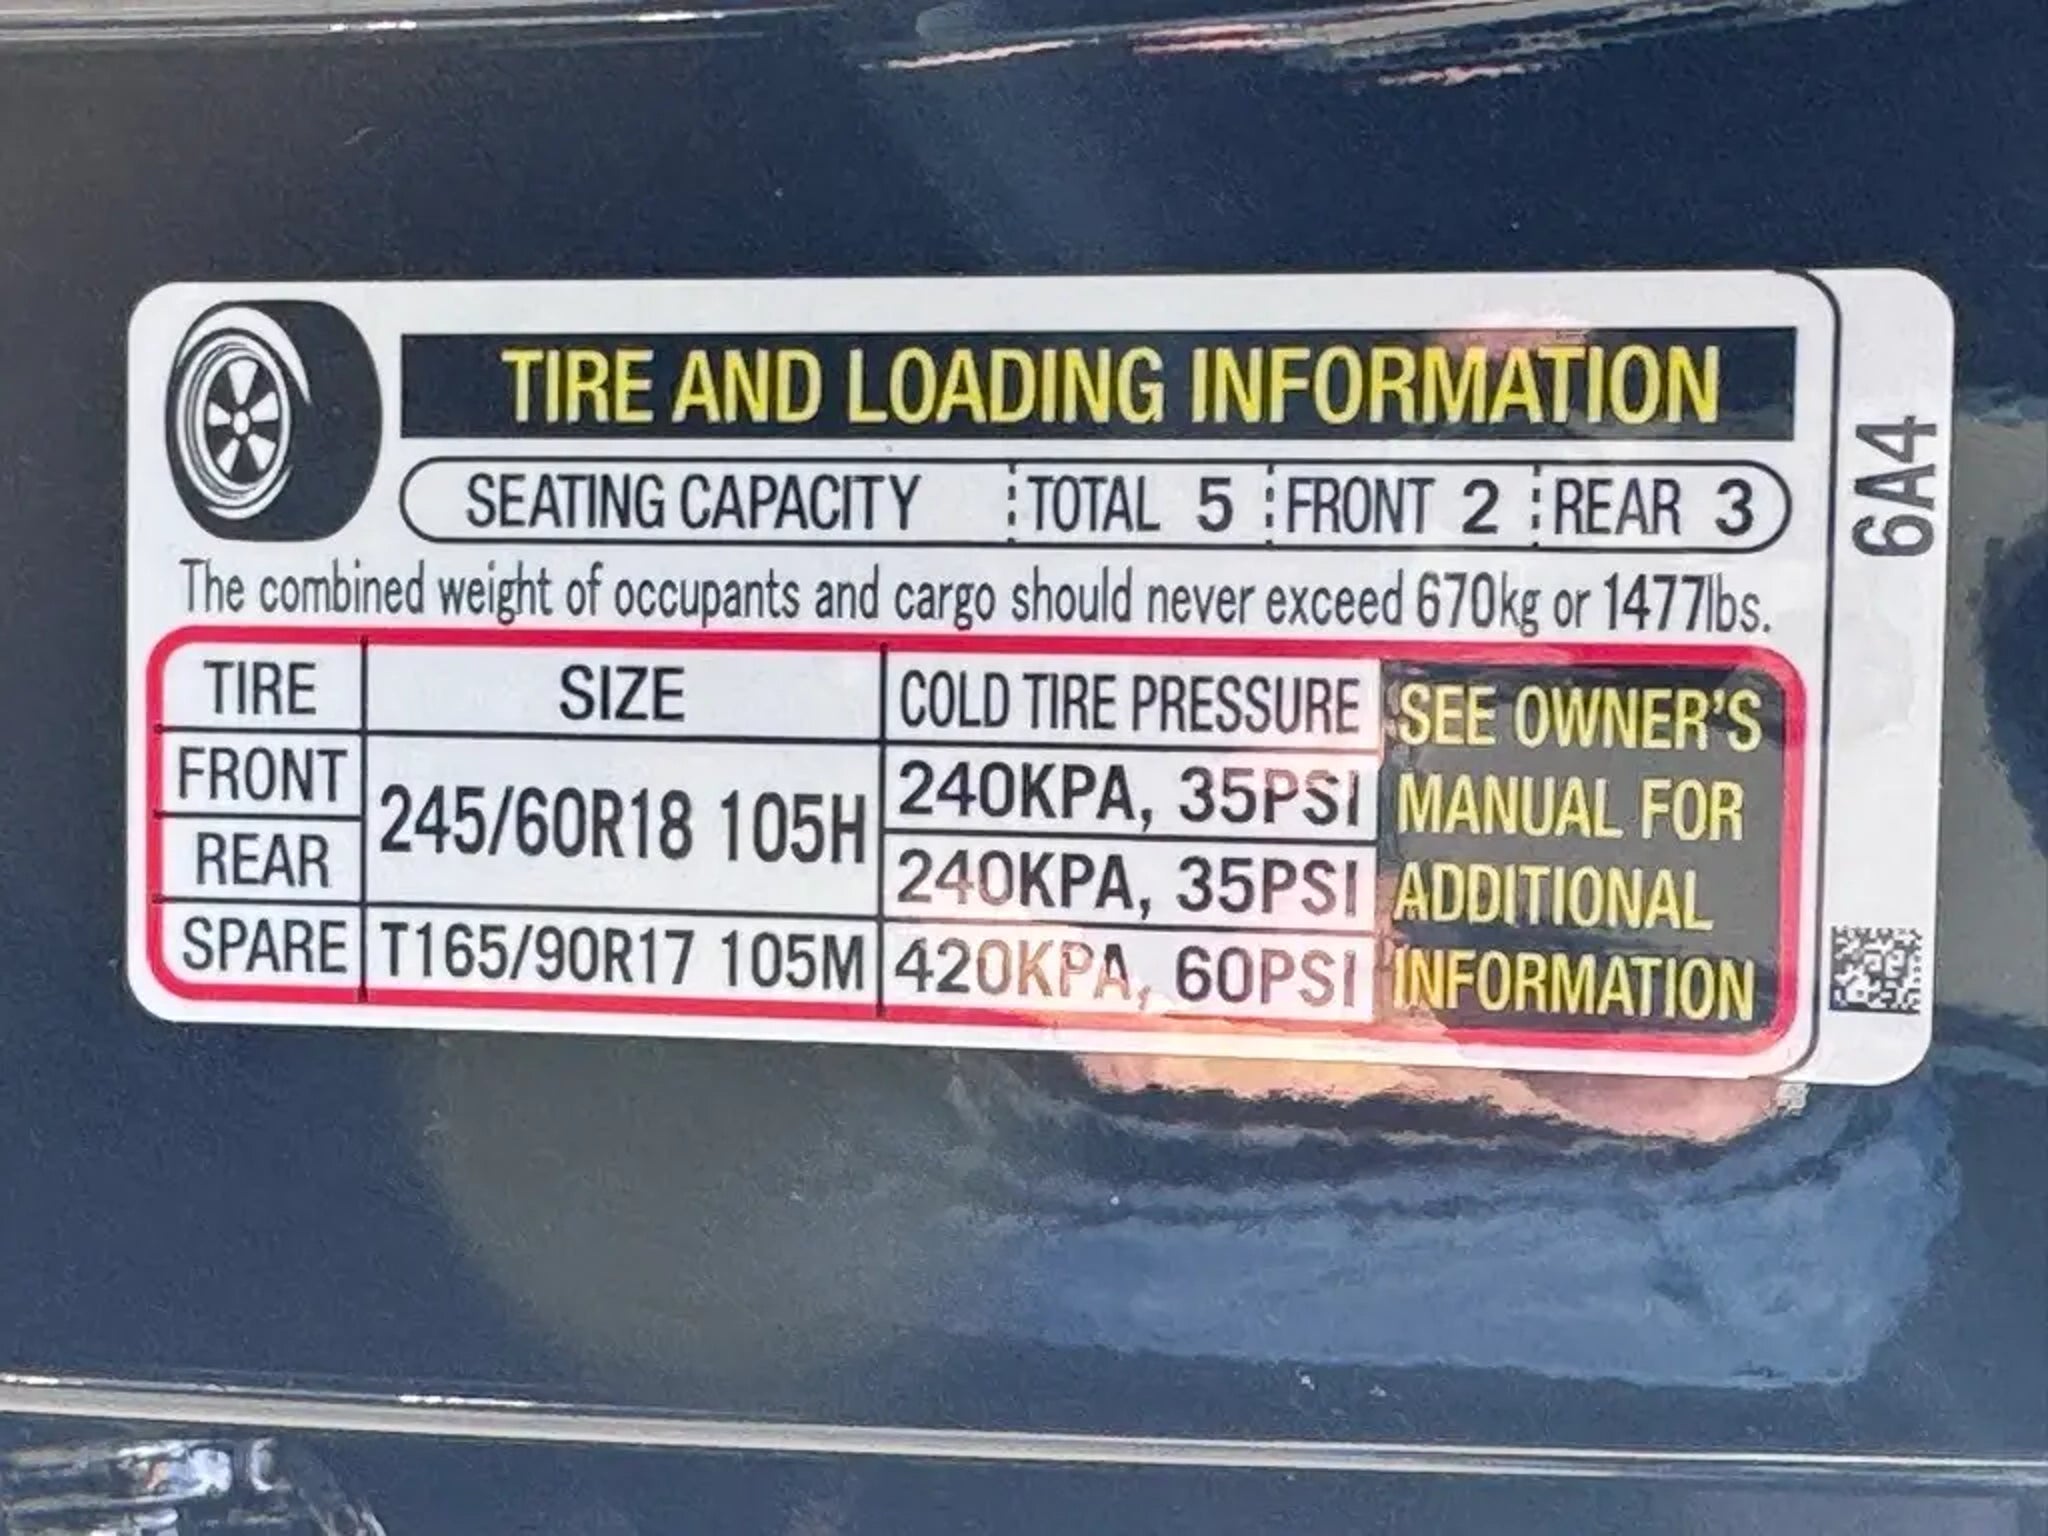 TIRE AND LOADING INFORMATION
SEATING CAPACITY TOTAL 5 FRONT 2 REAR 3
The combined weight of occupants and cargo should never exceed 670kg or 1477lbs.
TIRE SIZE COLD TIRE PRESSURE
FRONT 245/60R18 105H 240KPA, 35PSI
REAR 240KPA, 35PSI
SPARE T165/90R17 105M 420KPA, 60PSI
SEE OWNER'S
MANUAL FOR
ADDITIONAL
INFORMATION
6A4